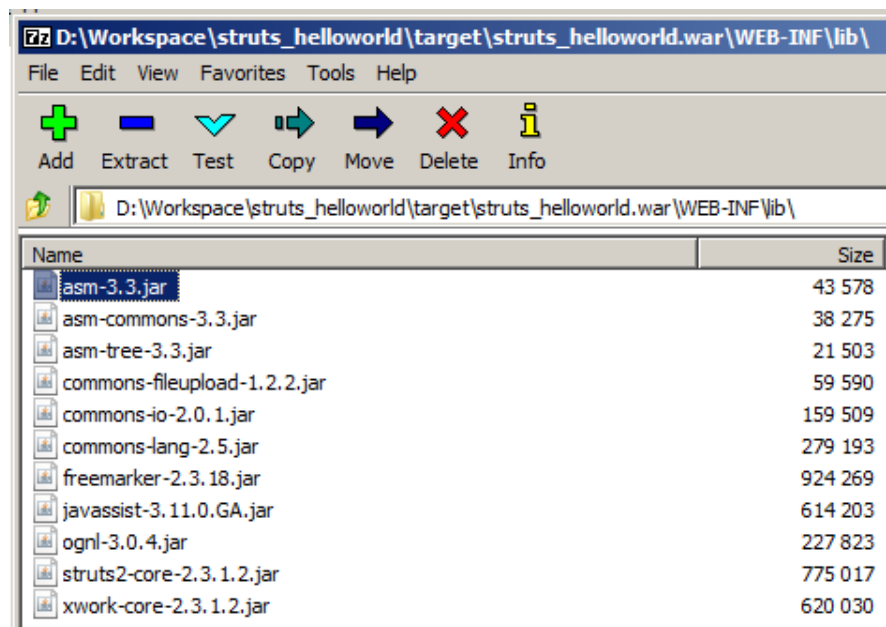 D:\Workspace\struts_helloworld\target\struts_helloworld.war\WEB-INF\lib\
File Edit View Favorites Tools Help
Add Extract Test Copy Move Delete Info
D:\Workspace\struts_helloworld\target\struts_helloworld.war\WEB-INF\lib\
Name Size
asm-3.3.jar 43 578
asm-commons-3.3.jar 38 275
asm-tree-3.3.jar 21 503
commons-fileupload-1.2.2.jar 59 590
commons-io-2.0.1.jar 159 509
commons-lang-2.5.jar 279 193
freemarker-2.3.18.jar 924 269
javassist-3.11.0.GA.jar 614 203
ognl-3.0.4.jar 227 823
struts2-core-2.3.1.2.jar 775 017
xwork-core-2.3.1.2.jar 620 030